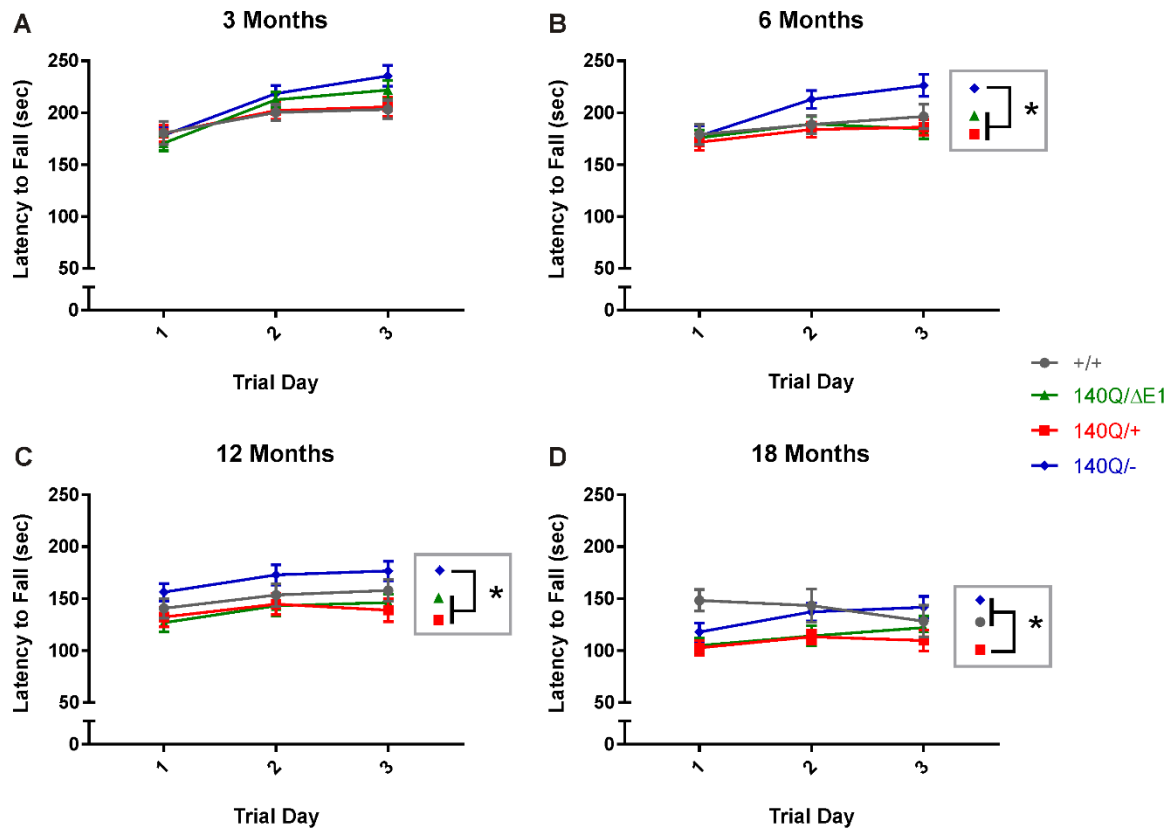 A
3 Months
Latency to Fall (sec)
250
200
150
100
50
0
1
2
3
Trial Day
B
6 Months
Latency to Fall (sec)
250
200
150
100
50
0
1
2
3
Trial Day
*
+/+
140Q/ΔE1
140Q/+
140Q/-
C
12 Months
Latency to Fall (sec)
250
200
150
100
50
0
1
2
3
Trial Day
*
D
18 Months
Latency to Fall (sec)
250
200
150
100
50
0
1
2
3
Trial Day
*